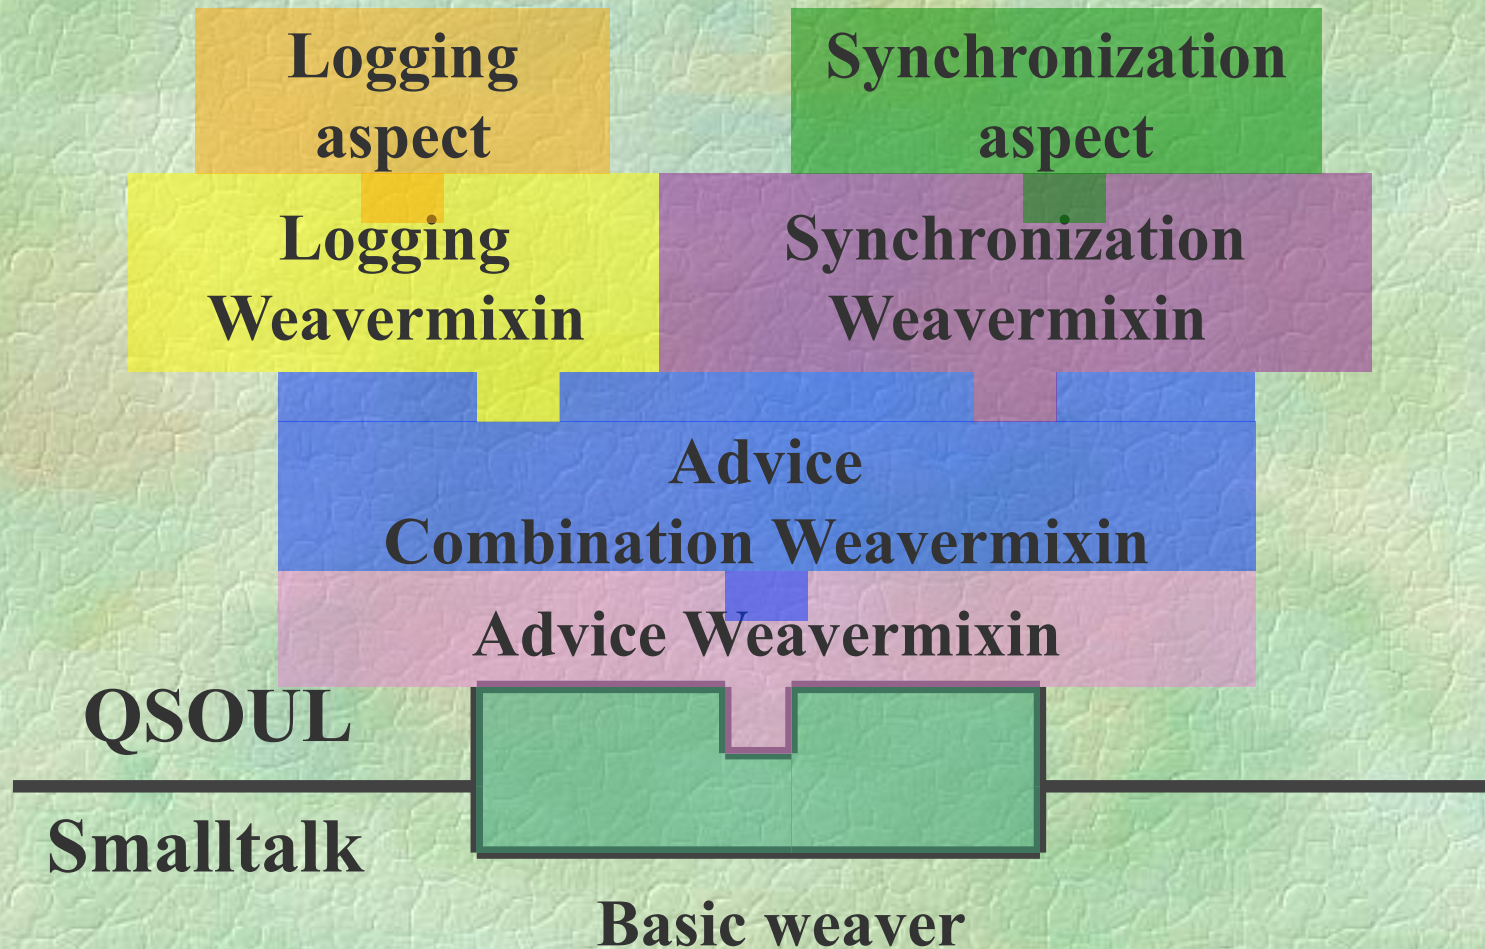 Logging
aspect
Synchronization
aspect
Logging
Weavermixin
Synchronization
Weavermixin
Advice
Combination Weavermixin
Advice Weavermixin
QSOUL
Smalltalk
Basic weaver